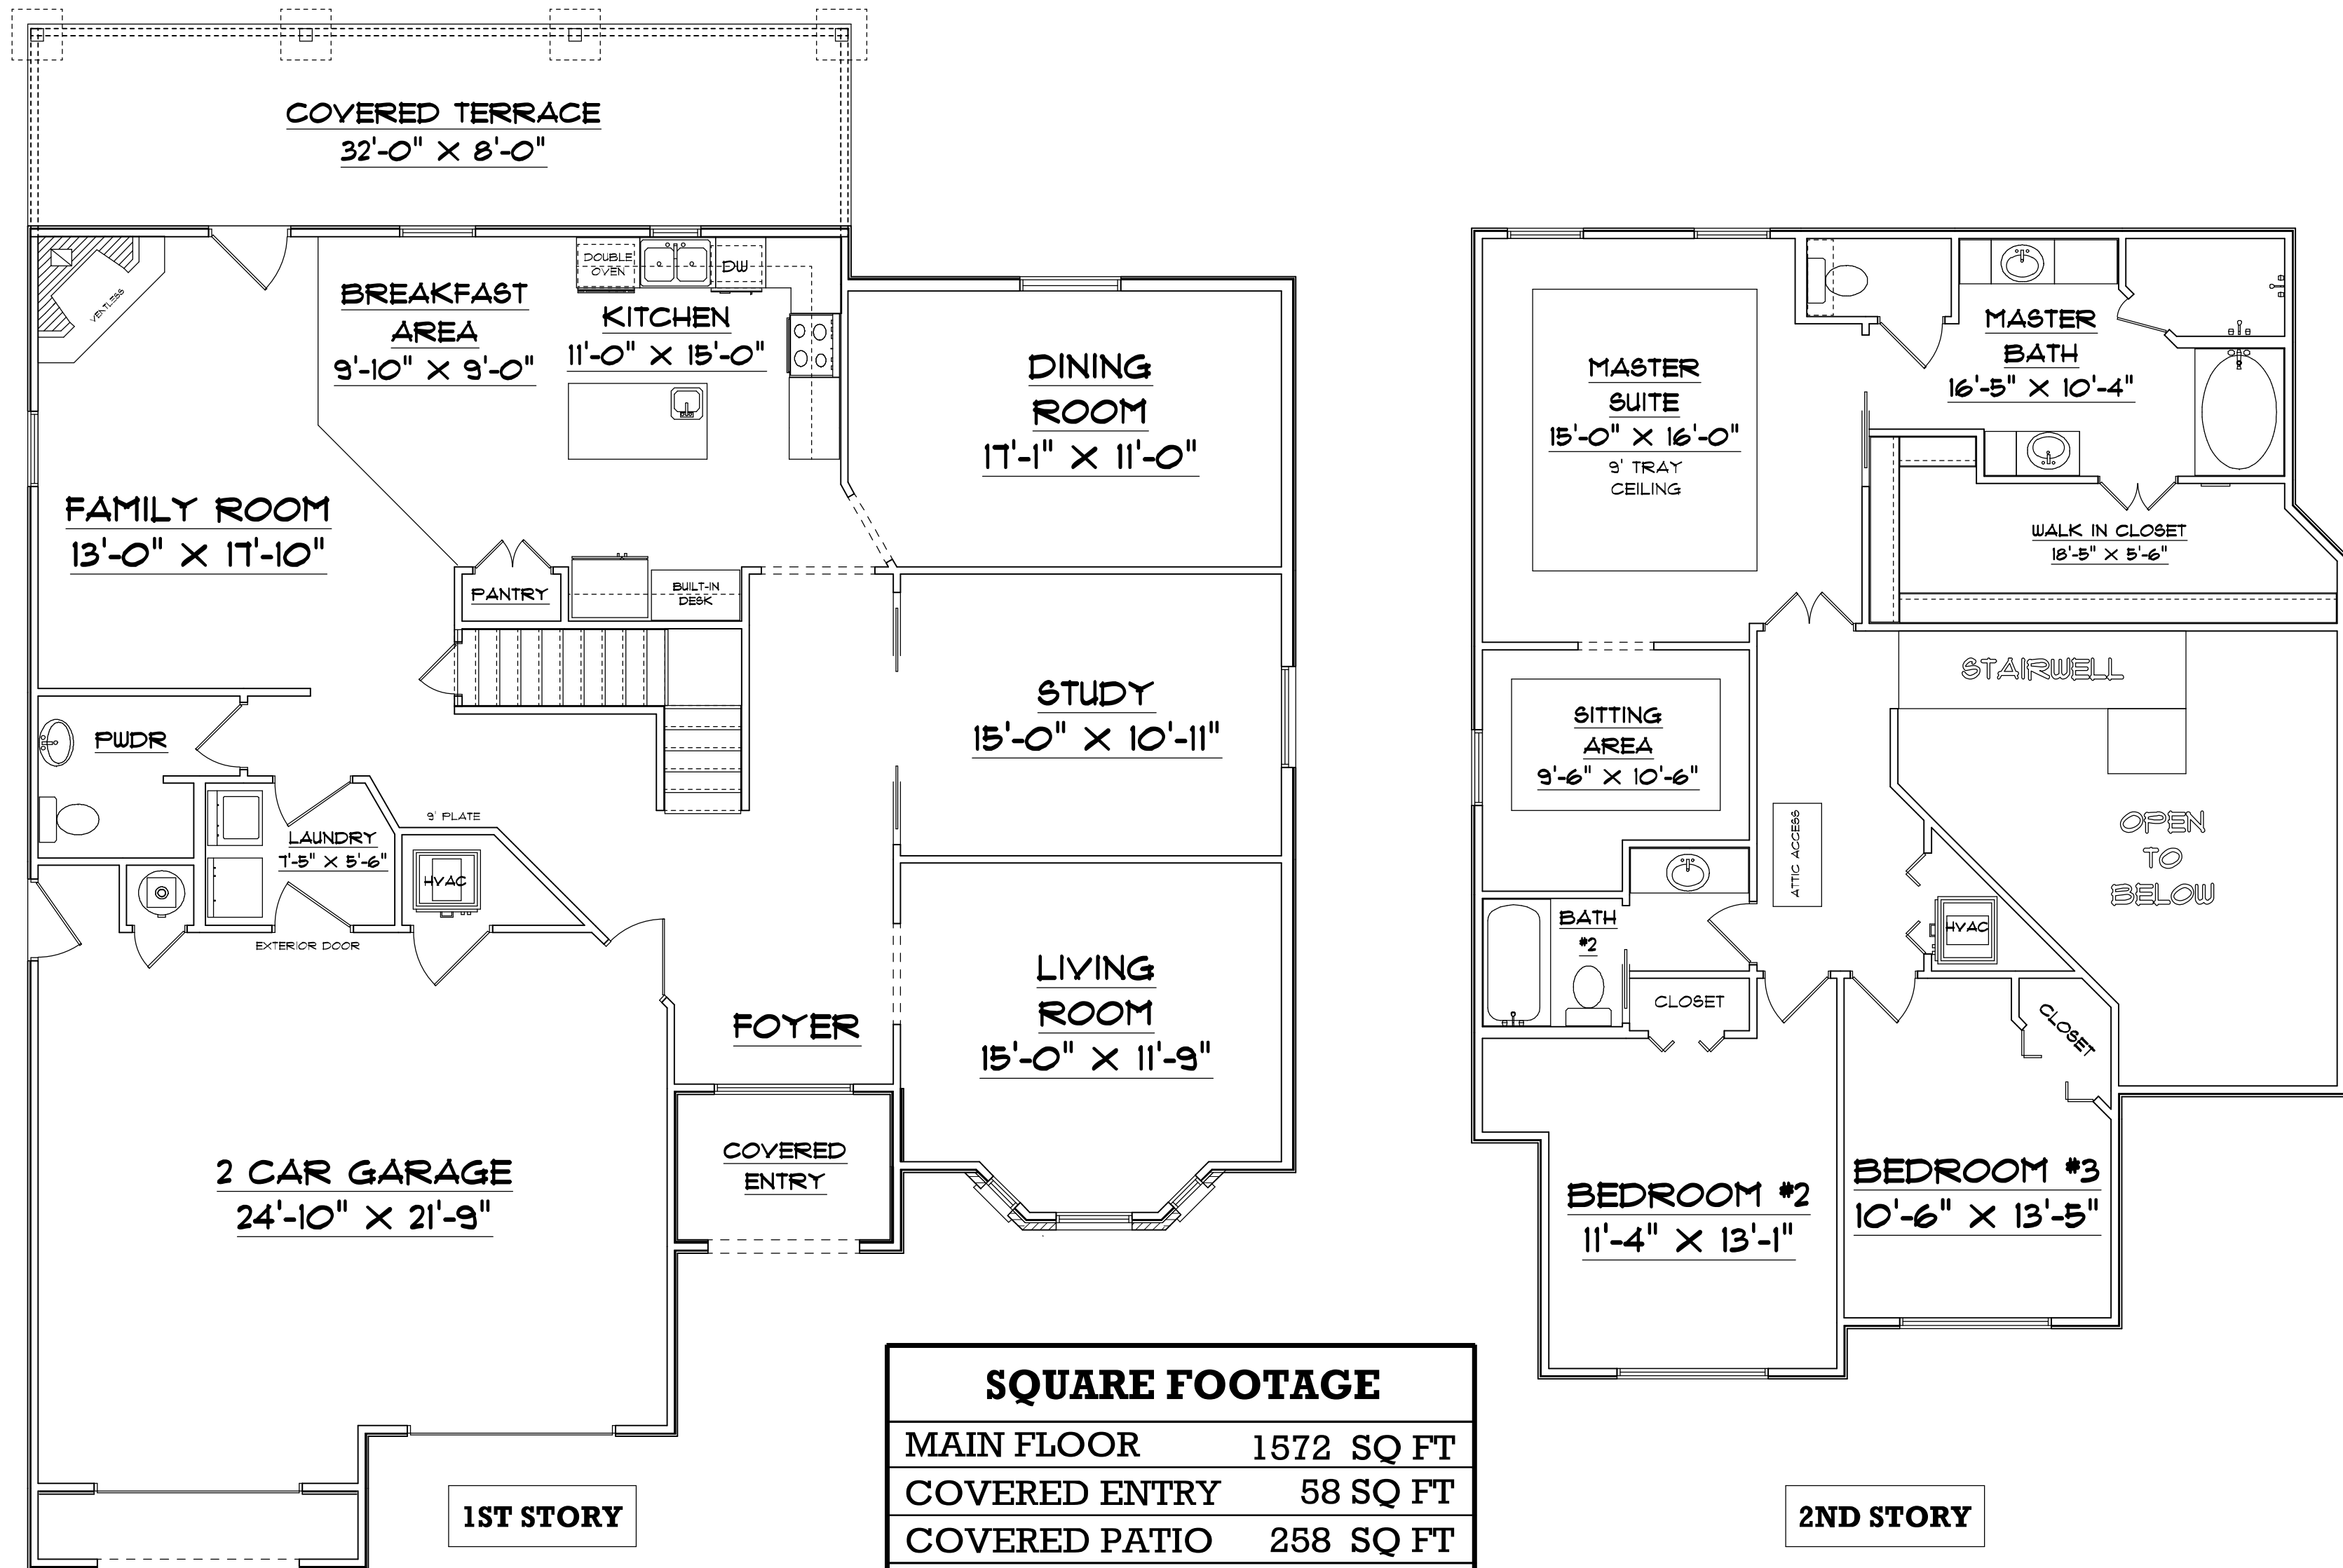 COVERED TERRACE
32'-0" X 8'-0"
VENTLESS
BREAKFAST
AREA
9'-10" X 9'-0"
DOUBLE
OVEN
DW
KITCHEN
11'-0" X 15'-0"
DINING
ROOM
17'-1" X 11'-0"
FAMILY ROOM
13'-0" X 17'-10"
PANTRY
BUILT-IN
DESK
STUDY
15'-0" X 10'-11"
PWDR
9' PLATE
LAUNDRY
7'-5" X 5'-6"
HVAC
EXTERIOR DOOR
LIVING
ROOM
15'-0" X 11'-9"
FOYER
COVERED
ENTRY
2 CAR GARAGE
24'-10" X 21'-9"
1ST STORY
SQUARE FOOTAGE
MAIN FLOOR 1572 SQ FT
COVERED ENTRY 58 SQ FT
COVERED PATIO 258 SQ FT
MASTER
SUITE
15'-0" X 16'-0"
9' TRAY
CEILING
MASTER
BATH
16'-5" X 10'-4"
WALK IN CLOSET
18'-5" X 5'-6"
STAIRWELL
SITTING
AREA
9'-6" X 10'-6"
ATTIC ACCESS
OPEN
TO
BELOW
BATH
#2
HVAC
CLOSET
CLOSET
BEDROOM #2
11'-4" X 13'-1"
BEDROOM #3
10'-6" X 13'-5"
2ND STORY